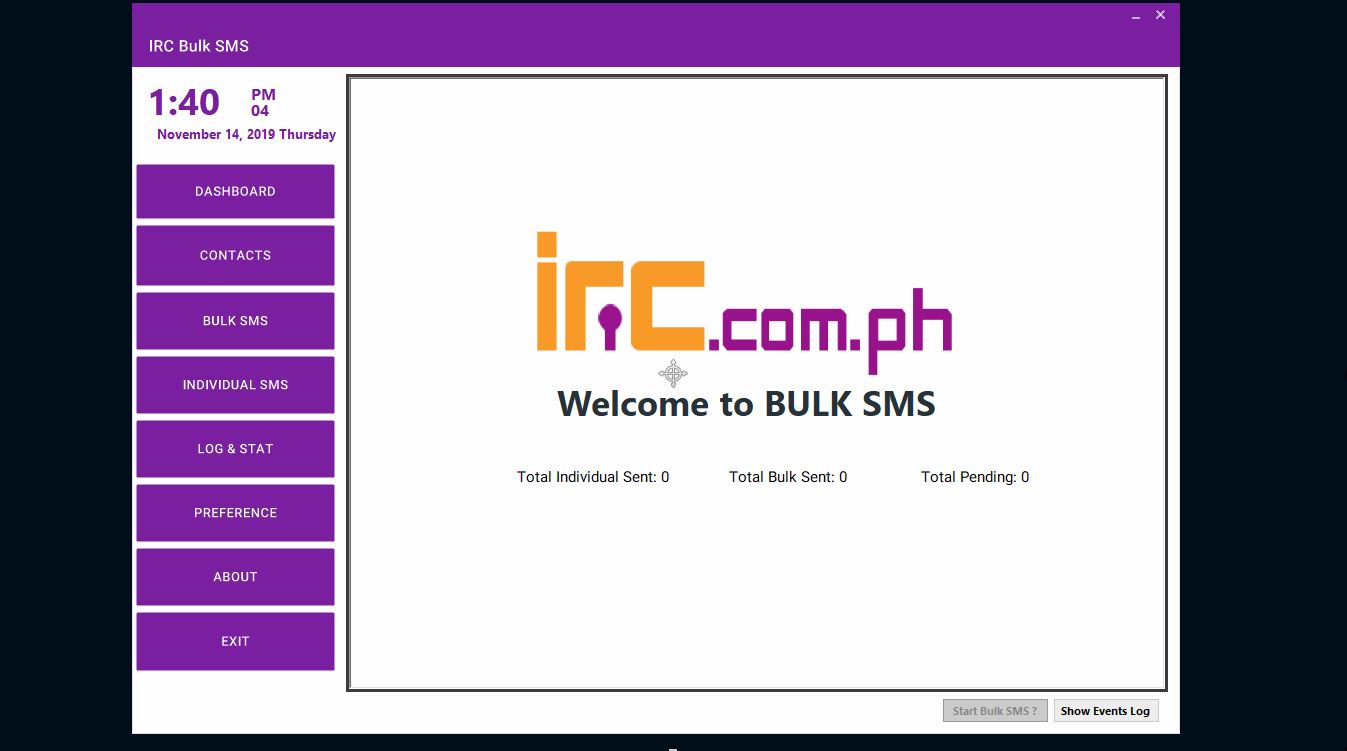 IRC Bulk SMS
1:40 PM
04
November 14, 2019 Thursday
DASHBOARD
CONTACTS
BULK SMS
INDIVIDUAL SMS
LOG & STAT
PREFERENCE
ABOUT
EXIT
irc.com.ph
Welcome to BULK SMS
Total Individual Sent: 0 Total Bulk Sent: 0 Total Pending: 0
Start Bulk SMS ? Show Events Log